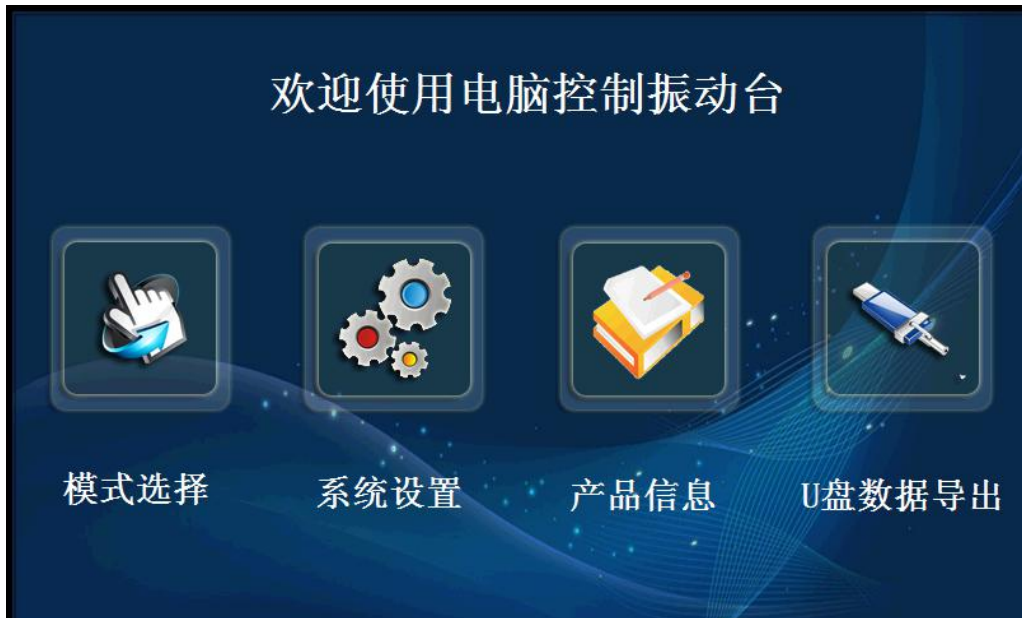 欢迎使用电脑控制振动台
模式选择
系统设置
产品信息
U盘数据导出